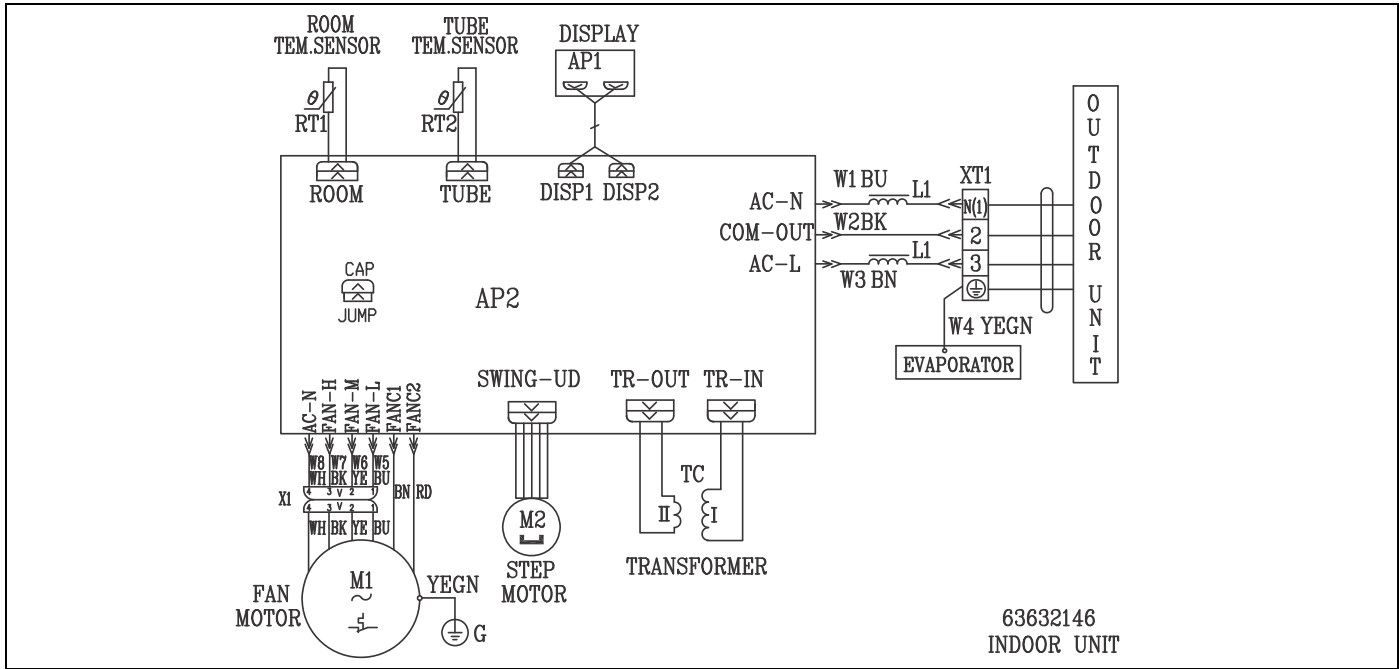 ROOM
TEM.SENSOR
TUBE
TEM.SENSOR
DISPLAY
AP1
θ
RT1
θ
RT2
ROOM
TUBE
DISP1
DISP2
OUTDOOR UNIT
AC-N
W1 BU
L1
XT1
N(1)
COM-OUT
W2BK
2
AC-L
W3 BN
L1
3
W4 YEGN
EVAPORATOR
CAP
JUMP
AP2
SWING-UD
TR-OUT
TR-IN
AC-N
FAN-H
FAN-M
FAN-L
FANC1
FANC2
W8 W7 W6 W5
WH BK YE BU
BN RD
X1
4 3 V 2 1
4 3 V 2 1
WH BK YE BU
TC
II
I
M2
STEP
MOTOR
TRANSFORMER
M1
FAN
MOTOR
YEGN
G
63632146
INDOOR UNIT